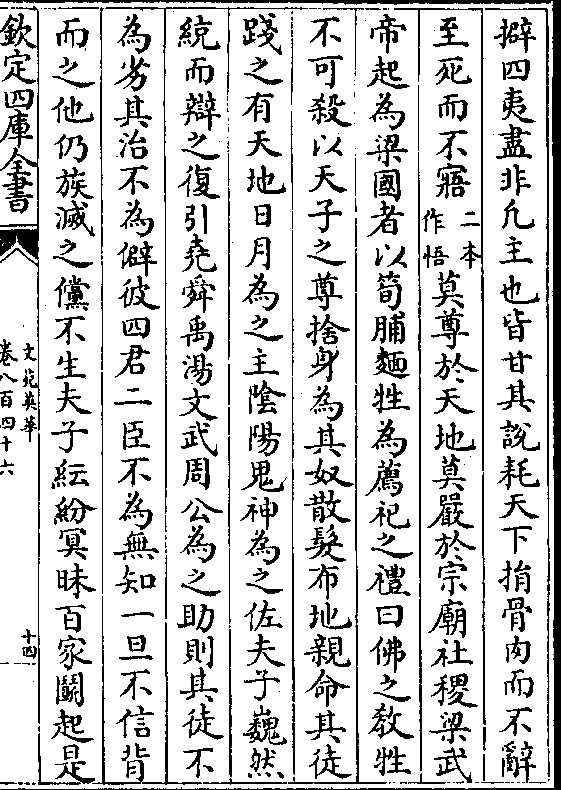 擗四夷盡非凢主也皆甘其說耗天下捐骨肉而不辭
至死而不寤二本作悟莫尊於天地莫嚴於宗廟社稷梁武
帝起為梁國者以筍脯麵牲為薦祀之禮曰佛之教牲
不可殺以天子之尊捨身為其奴散髮布地親命其徒
踐之有天地日月為之主隂陽鬼神為之佐夫子巍然
統而辯之復引堯舜禹湯文武周公為之助則其徒不
為劣其治不為僻彼四君二臣不為無知一旦不信背
而之他仍族滅之儻不生夫子紜紛冥昧百家鬭起是
欽定四庫全書
文苑英華
卷八百四十六
十四